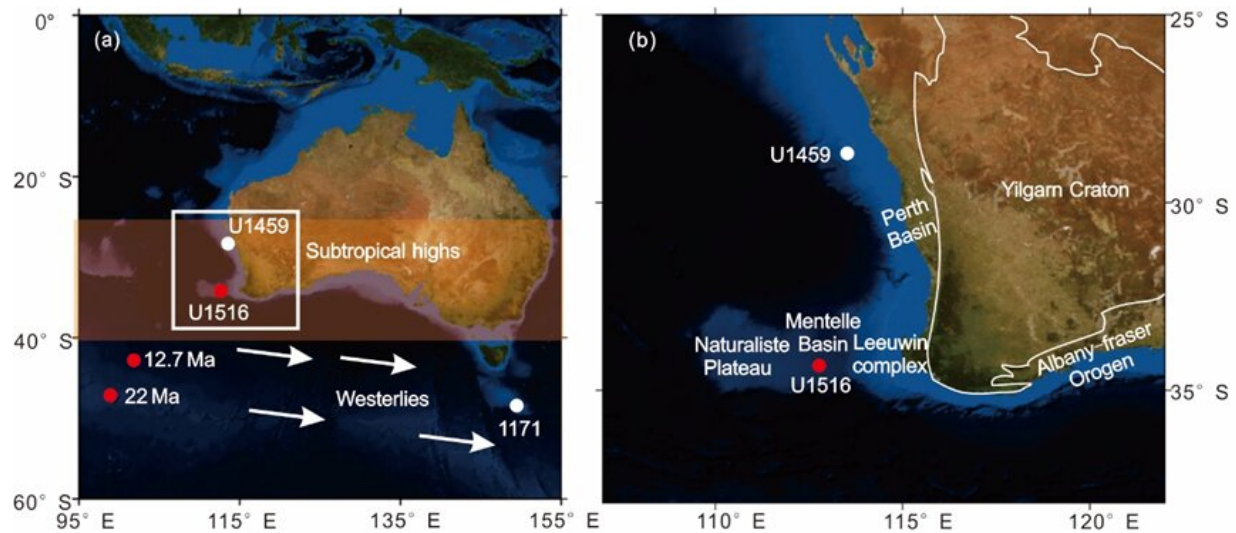 (a)
0°
20° S
40° S
60° S
95° E
115° E
135° E
155° E
U1459
Subtropical highs
U1516
12.7 Ma
22 Ma
Westerlies
1171
(b)
25° S
30° S
35° S
110° E
115° E
120° E
U1459
Yilgarn Craton
Perth
Basin
Mentelle
Basin
Naturaliste
Plateau
Leeuwin
complex
U1516
Albany-fraser
Orogen